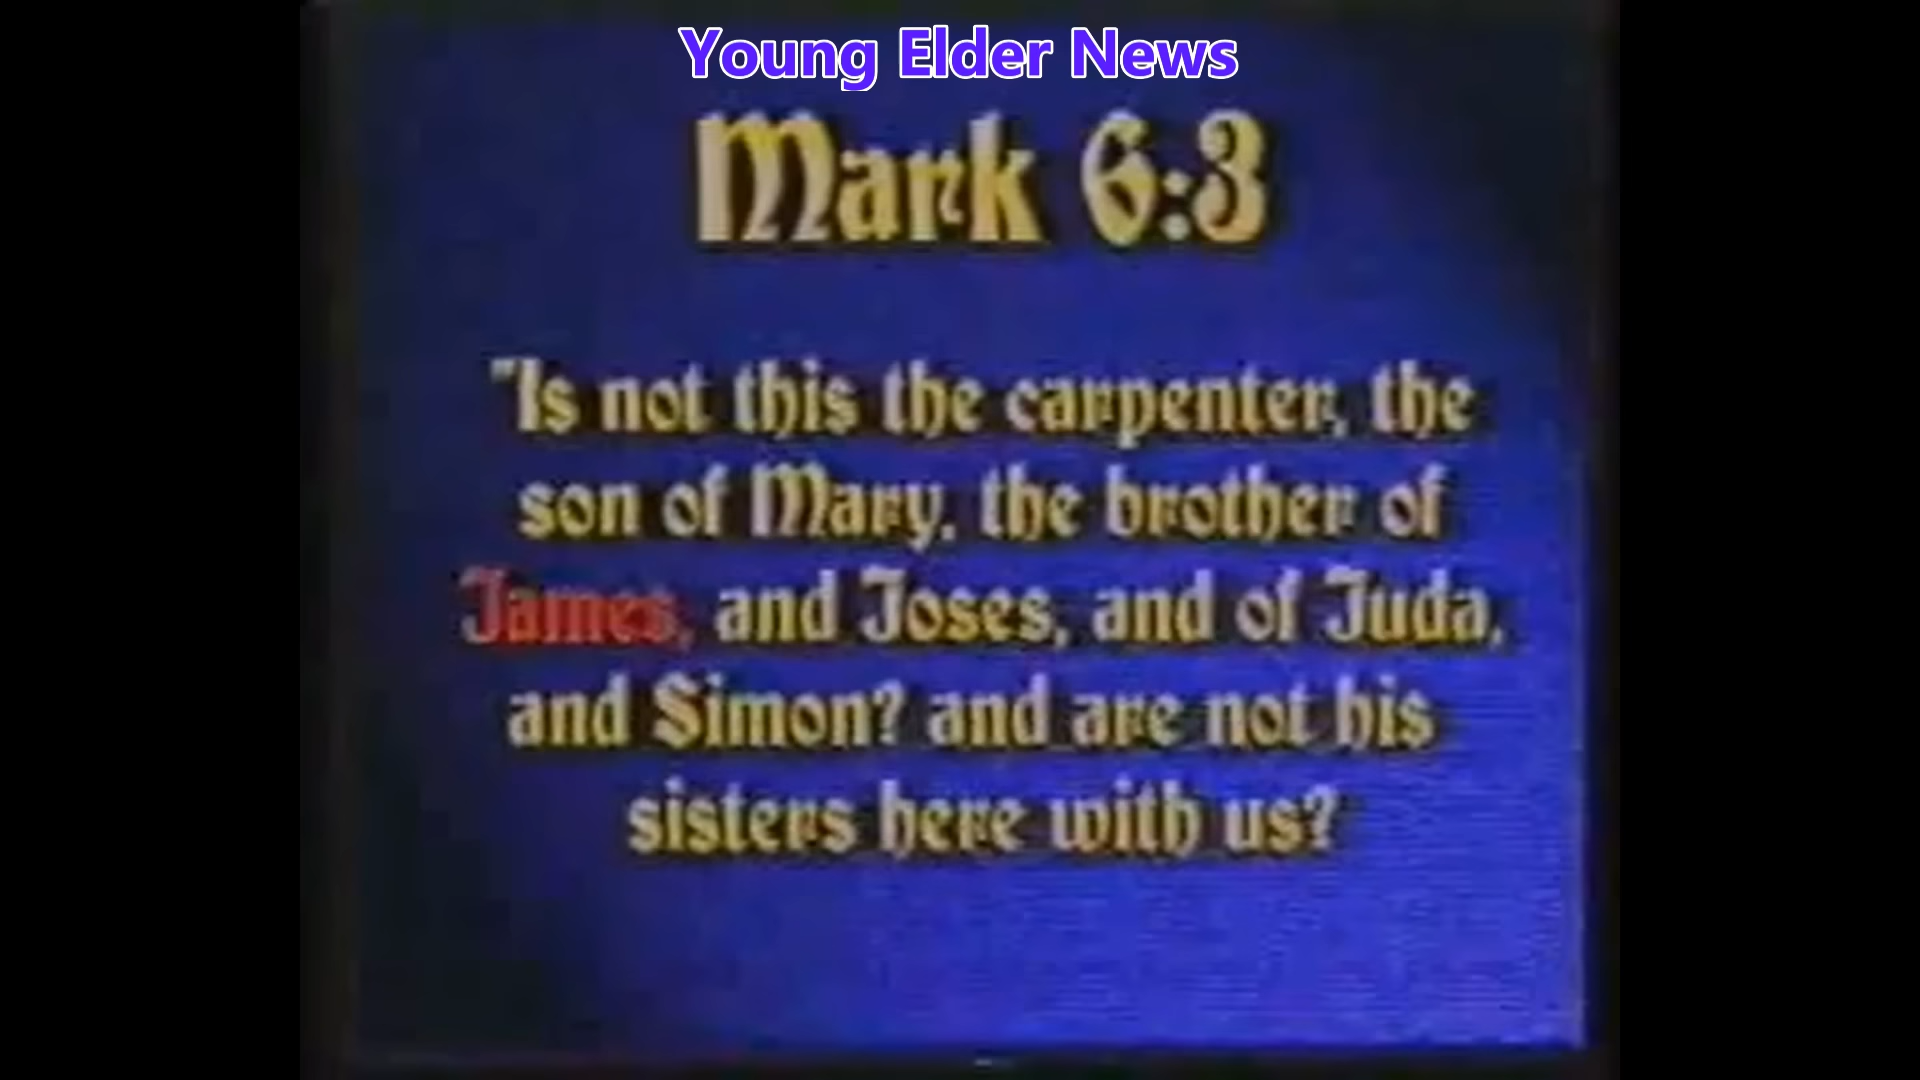 Young Elder News
Mark 6:3
"Is not this the carpenter, the
son of Mary, the brother of
James, and Joses, and of Juda,
and Simon? and are not his
sisters here with us?